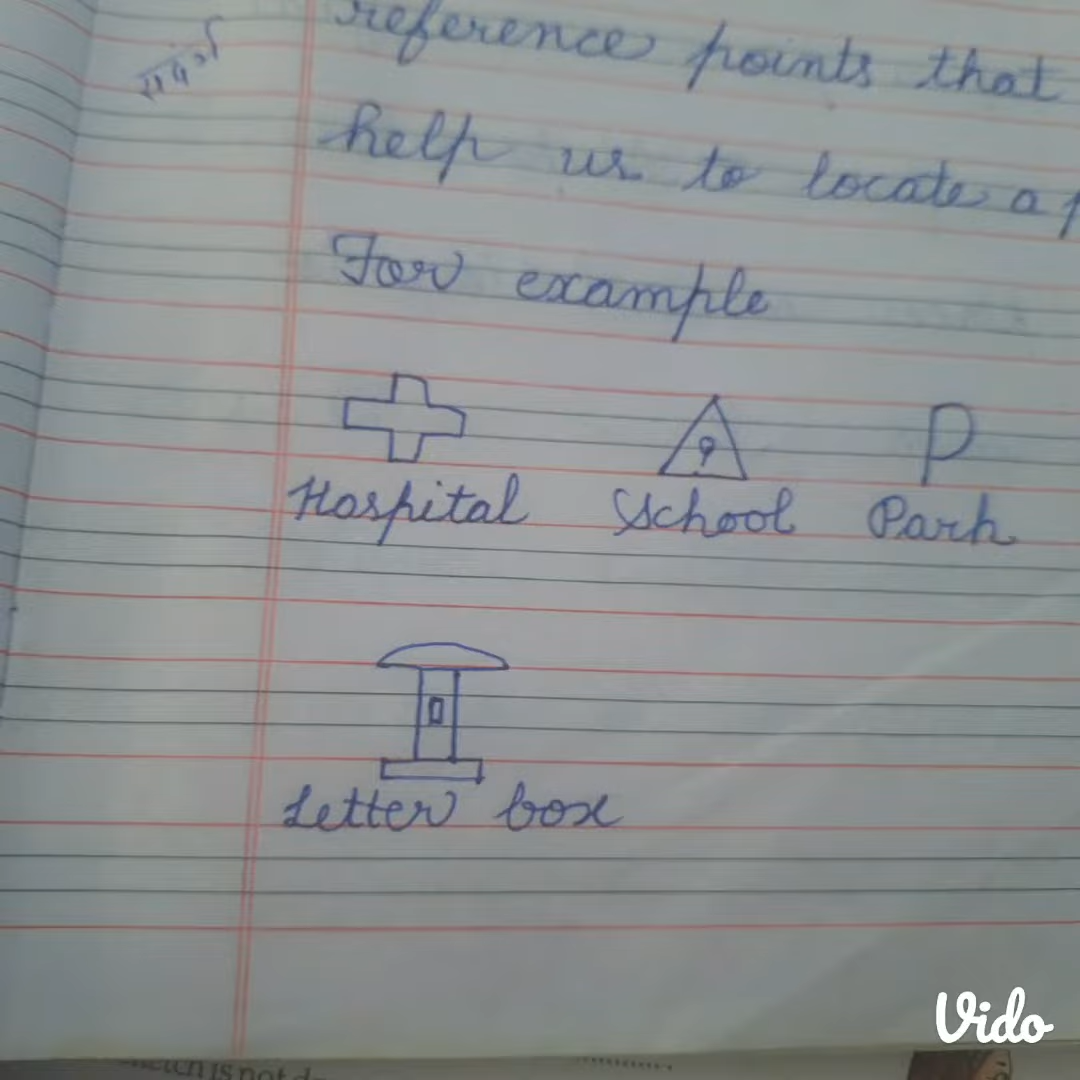 reference points that
help us to locate a
For example
P
Hospital School Park
Letter box
Vido